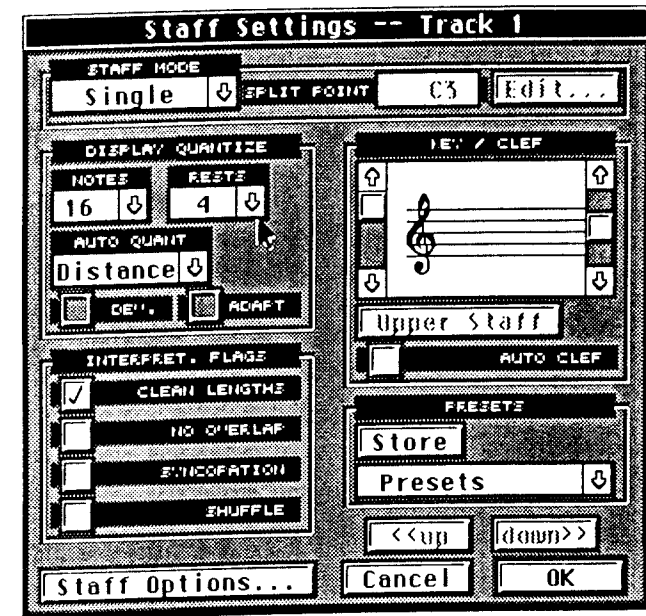 Staff Settings -- Track 1
STAFF MODE
Single SPLIT POINT C3 Edit...
DISPLAY QUANTIZE
NOTES RESTS
16 4
AUTO QUANT
Distance
DEV. ADAPT
KEY / CLEF
Upper Staff
AUTO CLEF
INTERPRET. FLAGS
CLEAN LENGTHS
NO OVERLAP
SYNCOPATION
SHUFFLE
PRESETS
Store
Presets
<<up down>>
Staff Options... Cancel OK